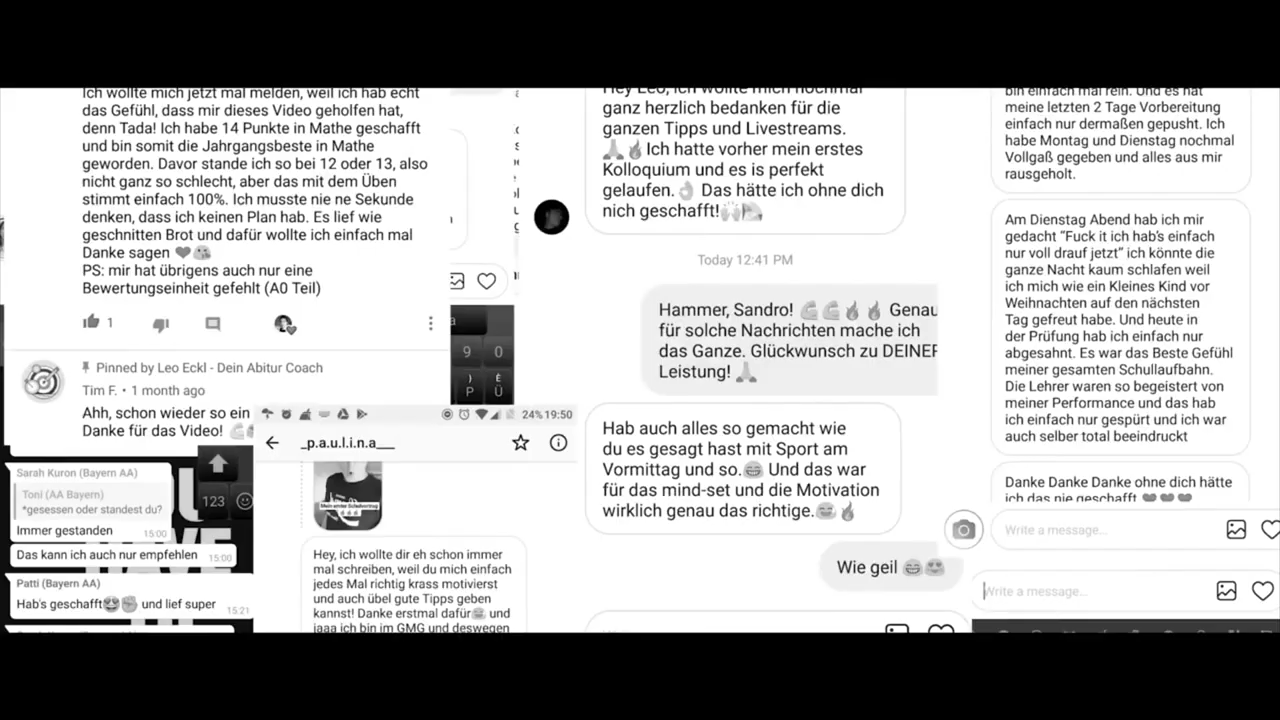 Ich wollte mich jetzt mal melden, weil ich hab echt
das Gefühl, dass mir dieses Video geholfen hat,
denn Tada! Ich habe 14 Punkte in Mathe geschafft
und bin somit die Jahrgangsbeste in Mathe
geworden. Davor stande ich so bei 12 oder 13, also
nicht ganz so schlecht, aber das mit dem Üben
stimmt einfach 100%. Ich musste nie ne Sekunde
denken, dass ich keinen Plan hab. Es lief wie
geschnitten Brot und dafür wollte ich einfach mal
Danke sagen ❤😘
PS: mir hat übrigens auch nur eine
Bewertungseinheit gefehlt (A0 Teil)
1
Pinned by Leo Eckl - Dein Abitur Coach
Tim F. • 1 month ago
Ahh, schon wieder so ein
Danke für das Video! 💪
Sarah Kuron (Bayern AA)
Toni (AA Bayern)
*gesessen oder standest du?
Immer gestanden
15:00
Das kann ich auch nur empfehlen
15:00
Patti (Bayern AA)
Hab's geschafft😍✊ und lief super
15:21
9 0
) È
P Ü
123
24% 19:50
_p.a.u.l.i.n.a___
Hey, ich wollte dir eh schon immer
mal schreiben, weil du mich einfach
jedes Mal richtig krass motivierst
und auch übel gute Tipps geben
kannst! Danke erstmal dafür😁 und
jaaa ich bin im GMG und deswegen
Hey Leo, ich wollte mich nochmal
ganz herzlich bedanken für die
ganzen Tipps und Livestreams.
🙏🔥Ich hatte vorher mein erstes
Kolloquium und es is perfekt
gelaufen.👌 Das hätte ich ohne dich
nich geschafft!🙌
Today 12:41 PM
Hammer, Sandro! 💪💪🔥🔥 Genau
für solche Nachrichten mache ich
das Ganze. Glückwunsch zu DEINER
Leistung! 🙏
Hab auch alles so gemacht wie
du es gesagt hast mit Sport am
Vormittag und so.😁 Und das war
für das mind-set und die Motivation
wirklich genau das richtige.😁🔥
Wie geil 😁😍
bin einfach mal rein. Und es hat
meine letzten 2 Tage Vorbereitung
einfach nur dermaßen gepusht. Ich
habe Montag und Dienstag nochmal
Vollgaß gegeben und alles aus mir
rausgeholt.
Am Dienstag Abend hab ich mir
gedacht “Fuck it ich hab’s einfach
nur voll drauf jetzt” ich könnte die
ganze Nacht kaum schlafen weil
ich mich wie ein Kleines Kind vor
Weihnachten auf den nächsten
Tag gefreut habe. Und heute in
der Prüfung hab ich einfach nur
abgesahnt. Es war das Beste Gefühl
meiner gesamten Schullaufbahn.
Die Lehrer waren so begeistert von
meiner Performance und das hab
ich einfach nur gespürt und ich war
auch selber total beeindruckt
Danke Danke Danke ohne dich hätte
ich das nie geschafft ❤❤❤
Write a message...
Write a message...